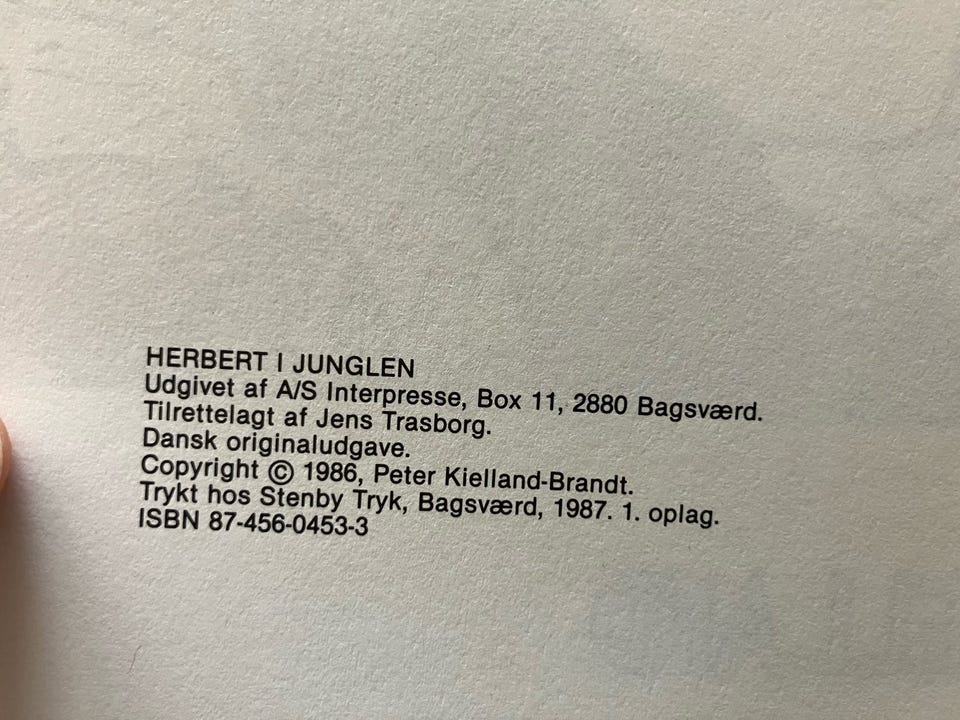 HERBERT I JUNGLEN
Udgivet af A/S Interpresse, Box 11, 2880 Bagsværd.
Tilrettelagt af Jens Trasborg.
Dansk originaludgave.
Copyright © 1986, Peter Kielland-Brandt.
Trykt hos Stenby Tryk, Bagsværd, 1987. 1. oplag.
ISBN 87-456-0453-3